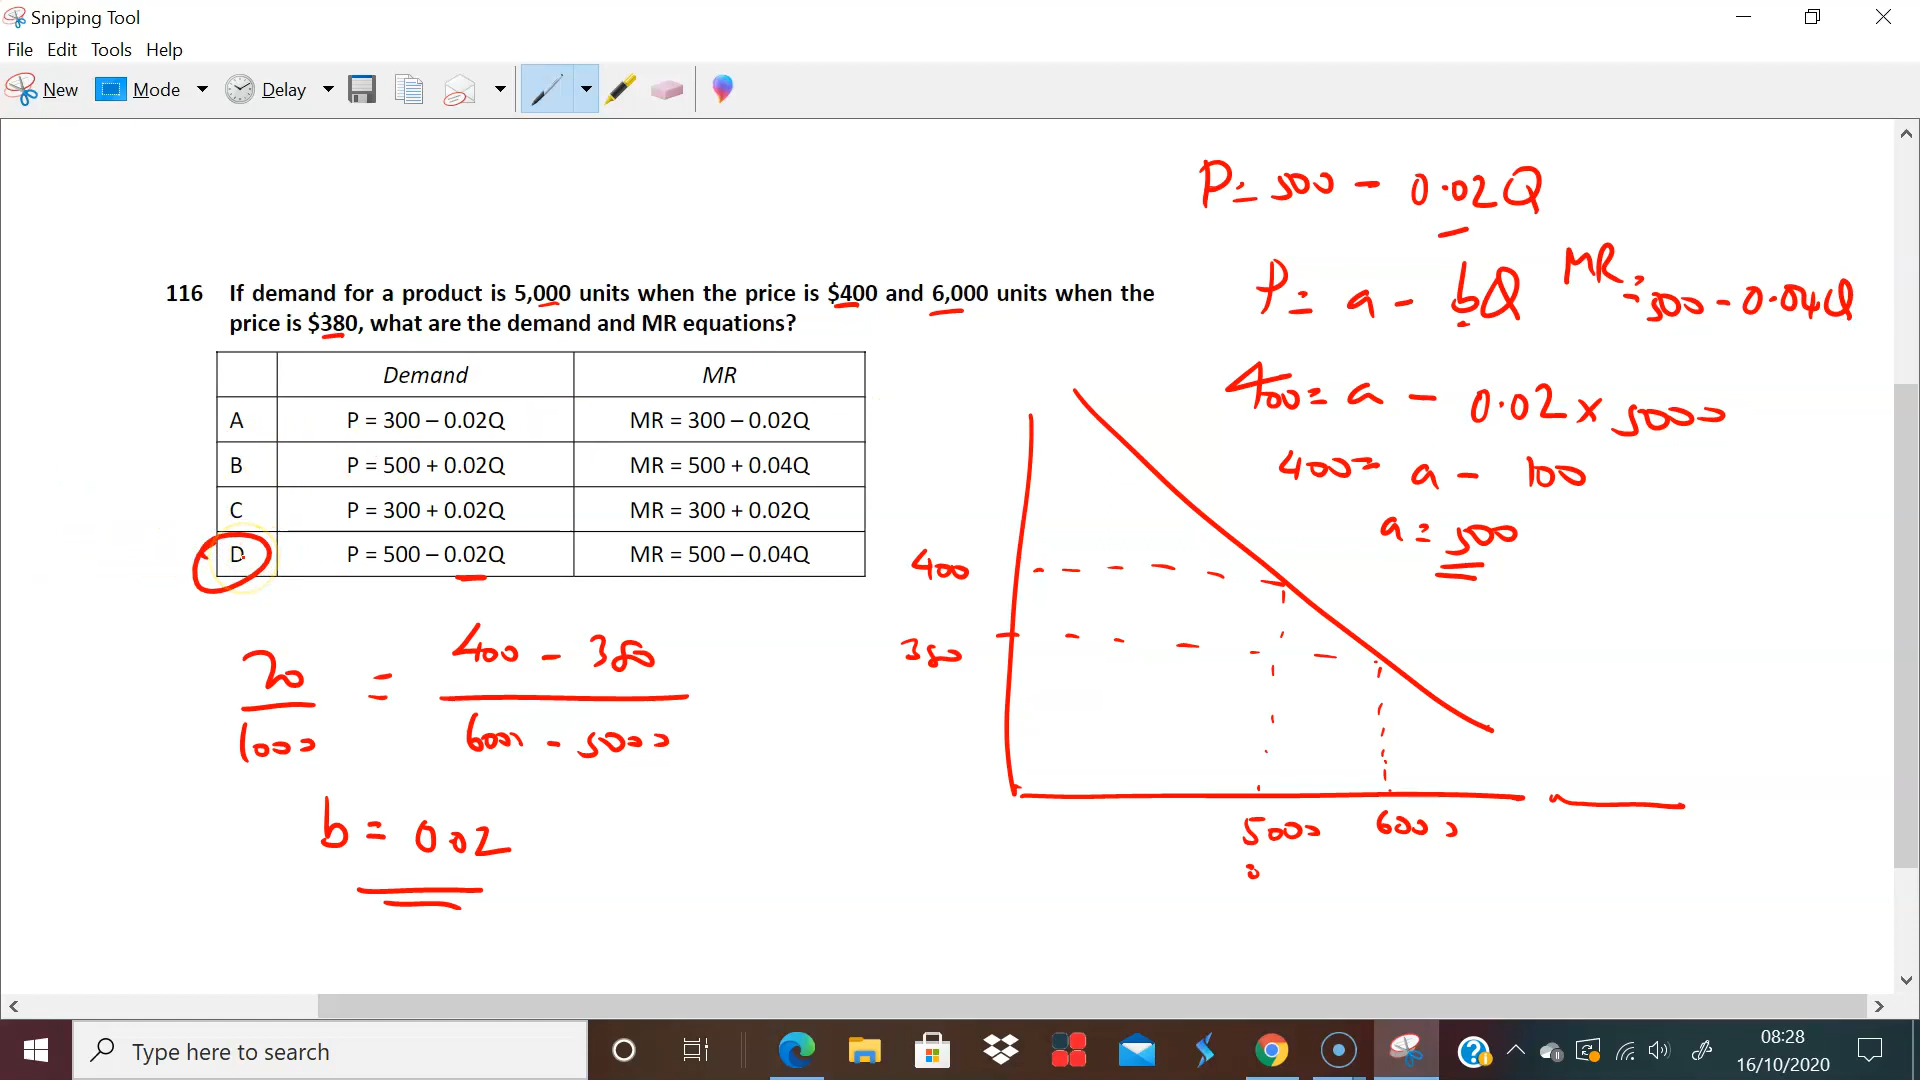 Snipping Tool
File Edit Tools Help
New Mode Delay
P = 500 - 0.02Q
116 If demand for a product is 5,000 units when the price is $400 and 6,000 units when the
price is $380, what are the demand and MR equations?
P = a - bQ
MR = 500 - 0.04Q
Demand MR
A P = 300 – 0.02Q MR = 300 – 0.02Q
B P = 500 + 0.02Q MR = 500 + 0.04Q
C P = 300 + 0.02Q MR = 300 + 0.02Q
D P = 500 – 0.02Q MR = 500 – 0.04Q
400 = a - 0.02 x 5000
400 = a - 100
a = 500
400
380
5000 6000
20 = 400 - 380
1000 6000 - 5000
b = 0.02
Type here to search
08:28
16/10/2020